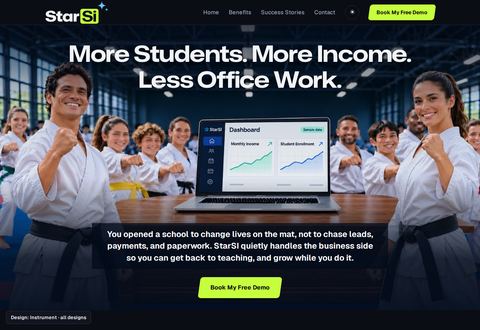 StarSi
Home Benefits Success Stories Contact
Book My Free Demo
More Students. More Income.
Less Office Work.
StarSi
Dashboard
Sample data
Monthly Income
Student Enrollment
You opened a school to change lives on the mat, not to chase leads,
payments, and paperwork. StarSI quietly handles the business side
so you can get back to teaching, and grow while you do it.
Book My Free Demo
Design: Instrument · all designs